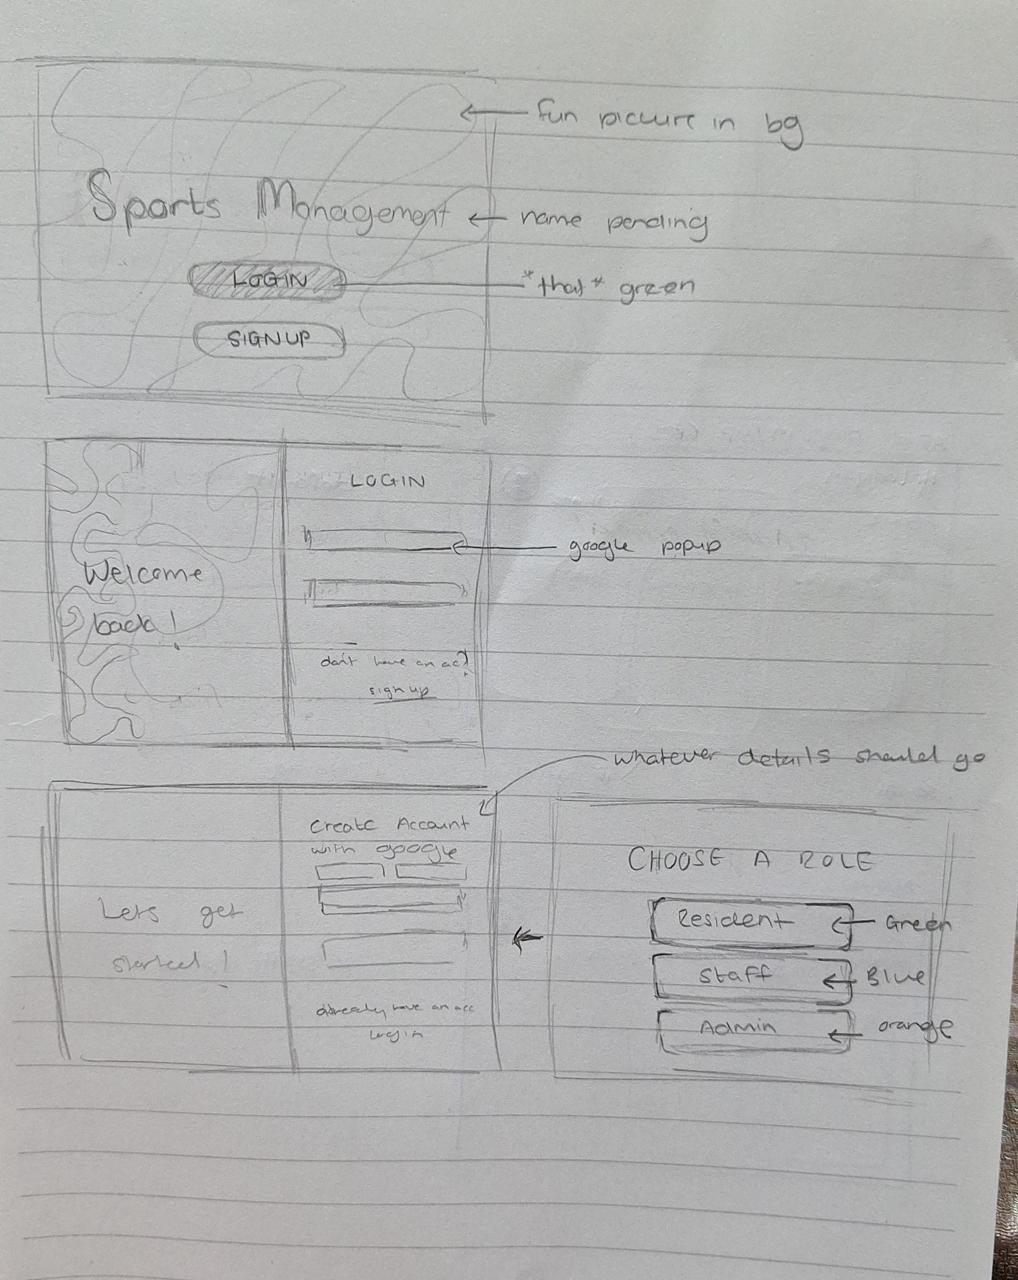 fun picture in bg
Sports Management
name pending
LOGIN
*that* green
SIGNUP
LOGIN
google popup
Welcome
back!
don't have an ac?
sign up
whatever details should go
Create Account
with google
Lets get
started!
already have an acc
login
CHOOSE A ROLE
Resident
Green
Staff
Blue
Admin
orange